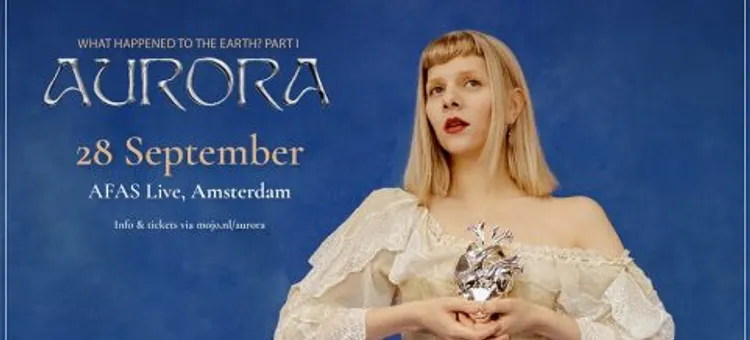 WHAT HAPPENED TO THE EARTH? PART I
AURORA
28 September
AFAS Live, Amsterdam
Info & tickets via mojo.nl/aurora